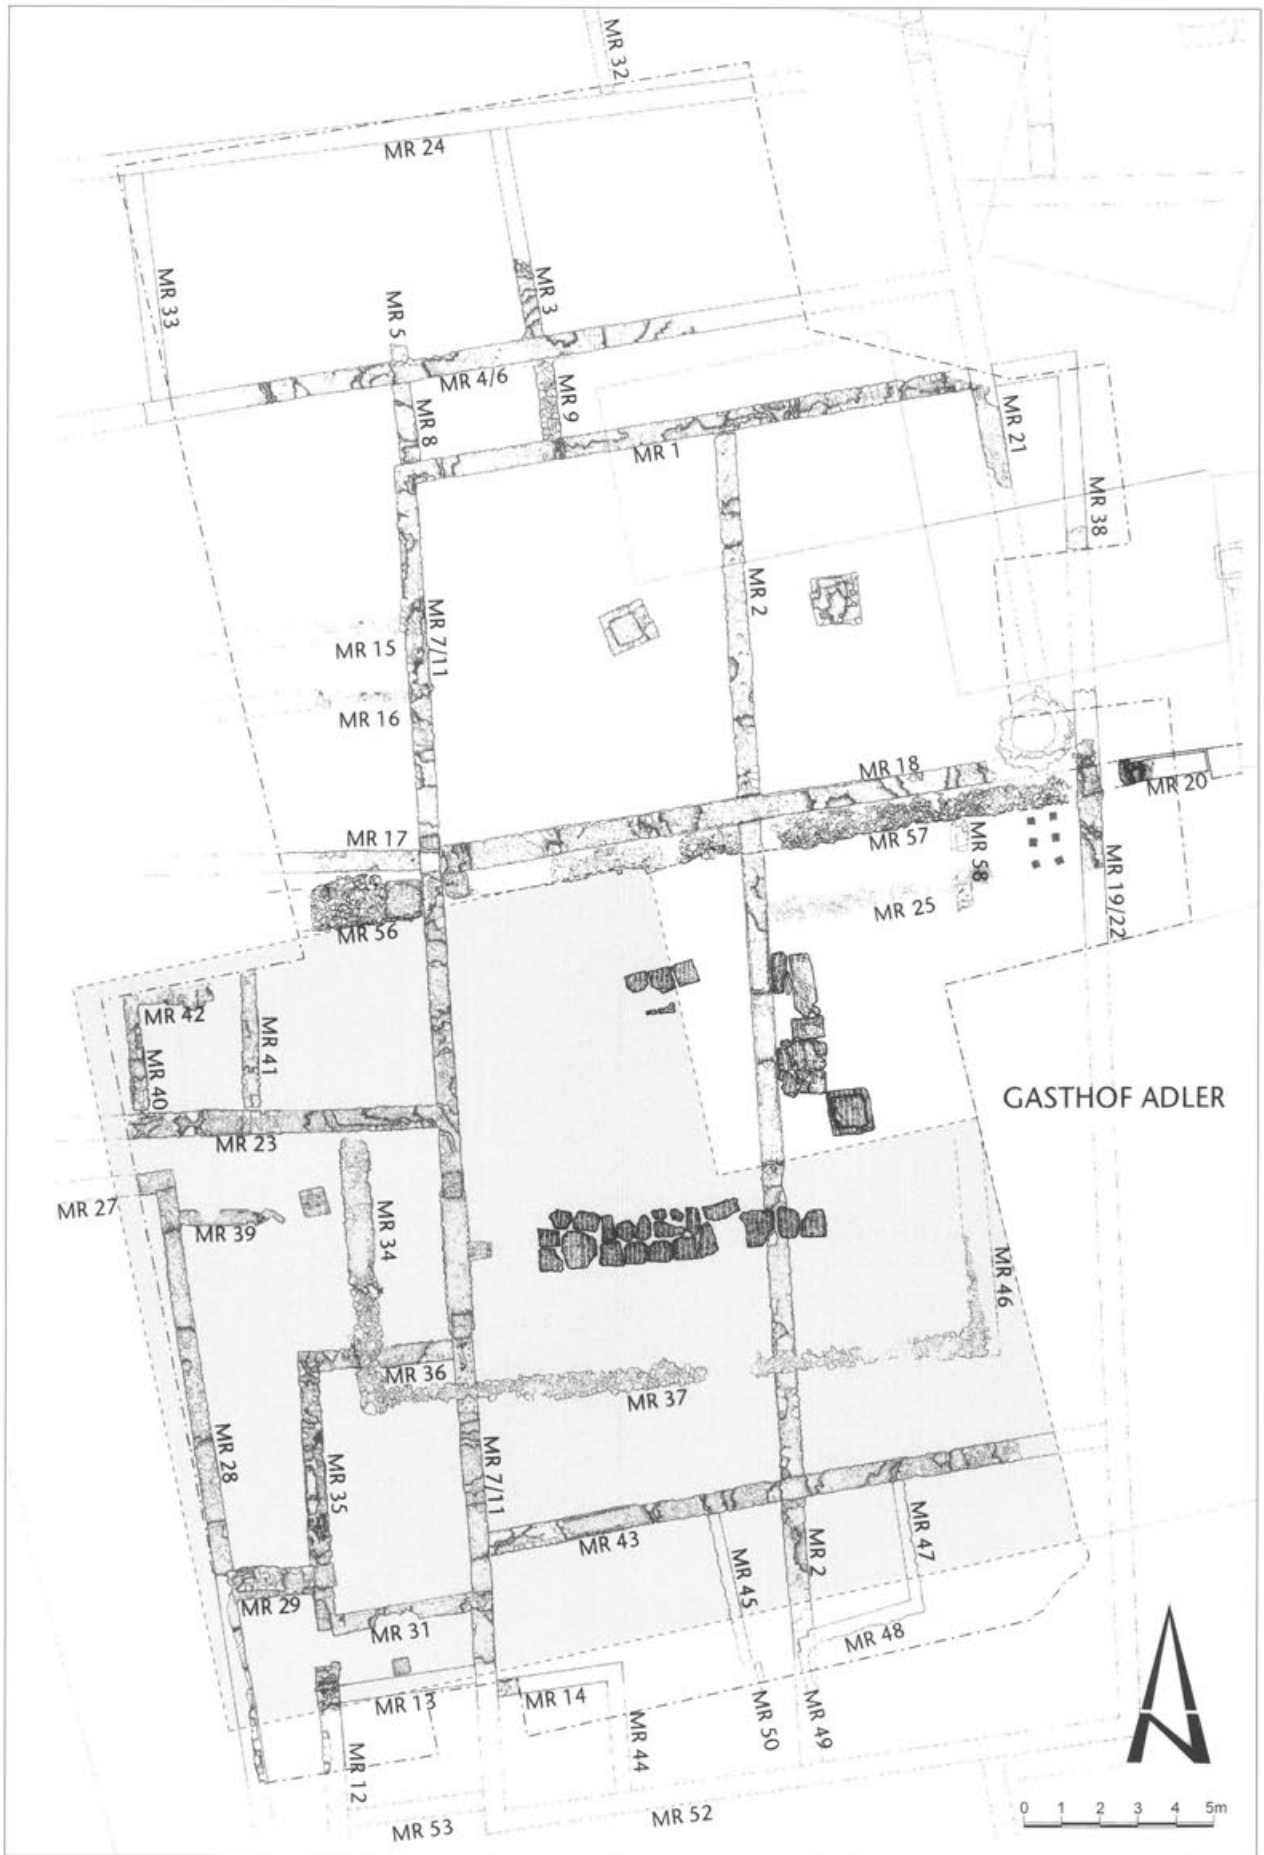 MR 32
MR 24
MR 33
MR 5
MR 3
MR 4/6
MR 8
MR 9
MR 1
MR 21
MR 38
MR 2
MR 7/11
MR 15
MR 16
MR 18
MR 20
MR 17
MR 57
MR 58
MR 25
MR 19/22
MR 56
MR 42
MR 41
MR 40
GASTHOF ADLER
MR 23
MR 27
MR 39
MR 34
MR 46
MR 36
MR 37
MR 28
MR 35
MR 7/11
MR 43
MR 2
MR 47
MR 45
MR 29
MR 31
MR 48
MR 13
MR 14
MR 50
MR 49
MR 44
MR 12
MR 53
MR 52
0 1 2 3 4 5m